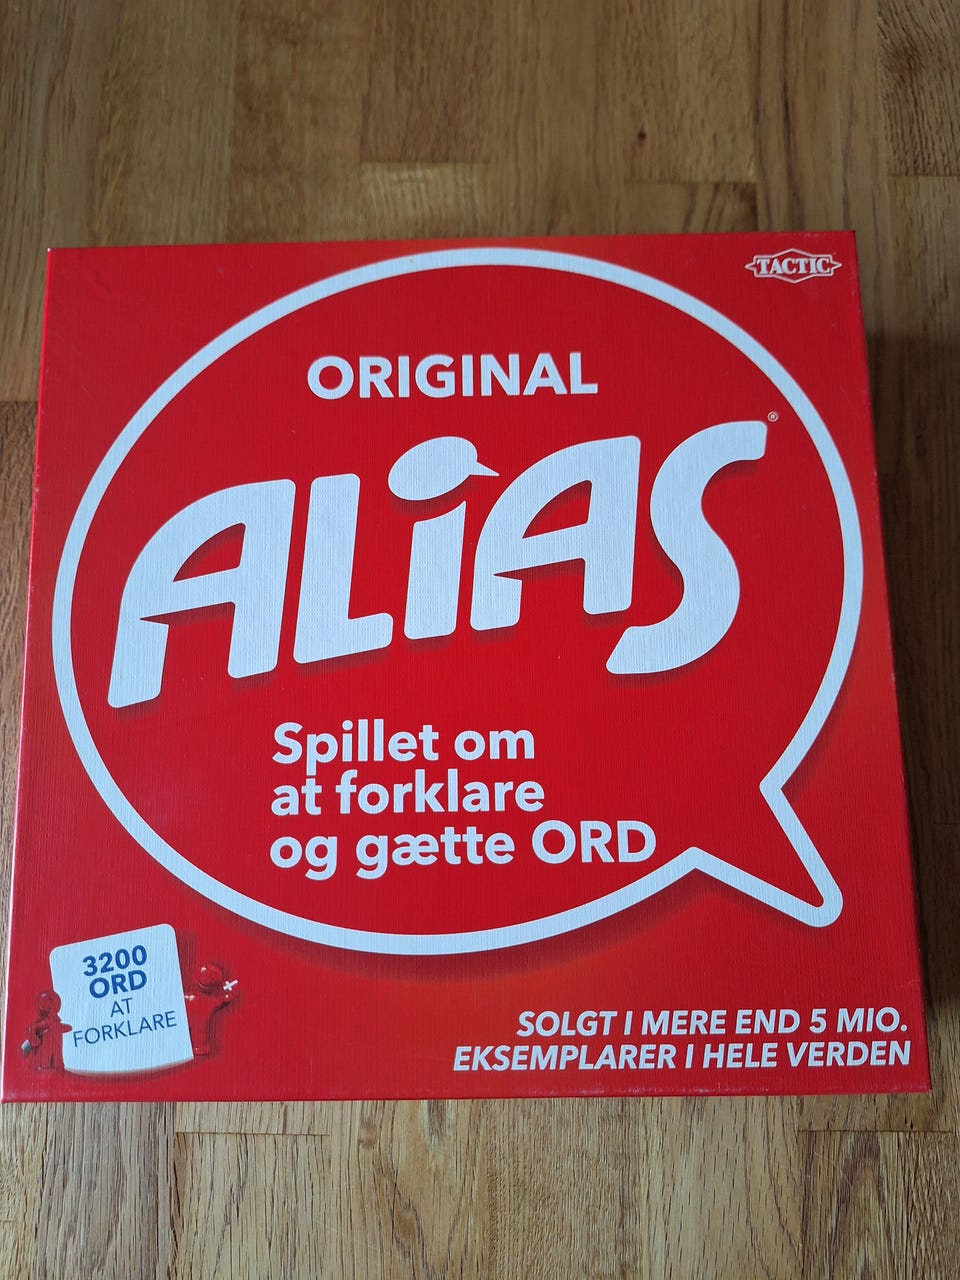 TACTIC
ORIGINAL
ALiAS®
Spillet om
at forklare
og gætte ORD
3200
ORD
AT
FORKLARE
SOLGT I MERE END 5 MIO.
EKSEMPLARER I HELE VERDEN